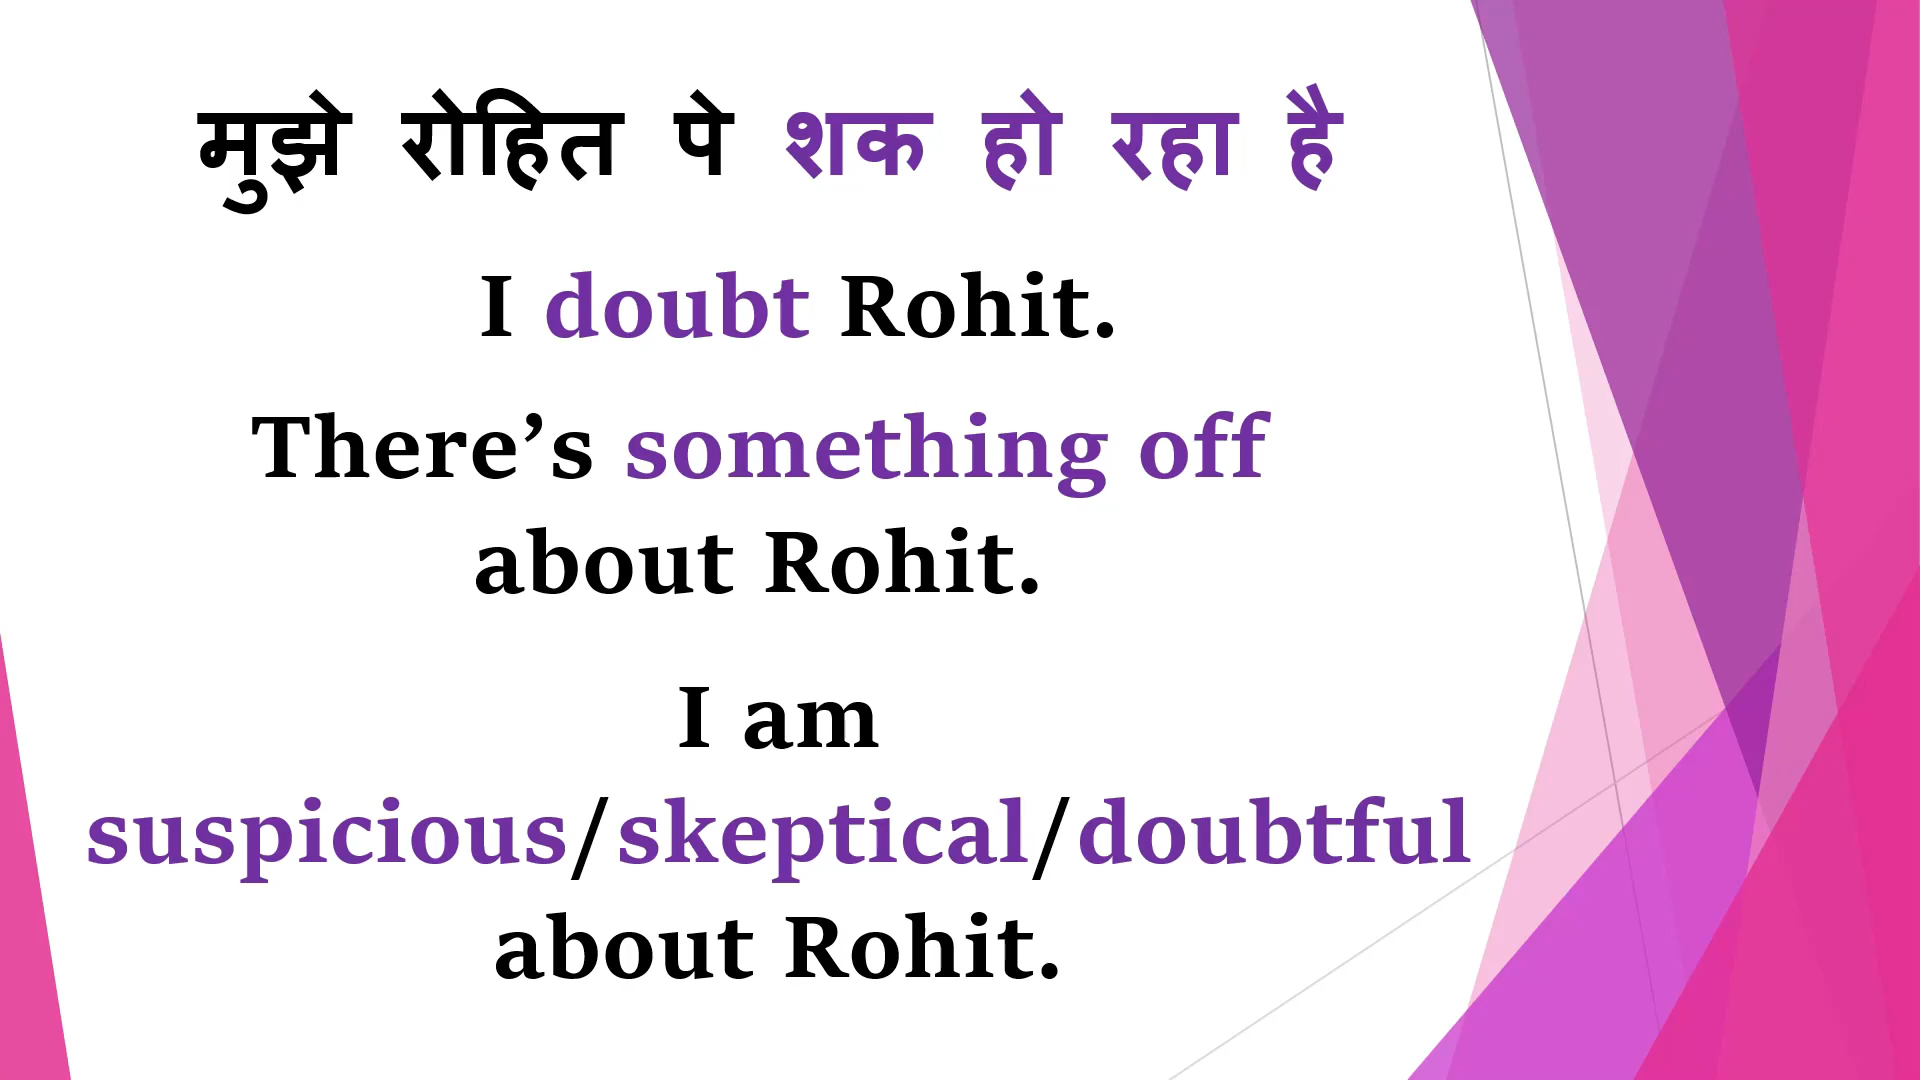 मुझे रोहित पे शक हो रहा है
I doubt Rohit.
There’s something off
about Rohit.
I am
suspicious/skeptical/doubtful
about Rohit.